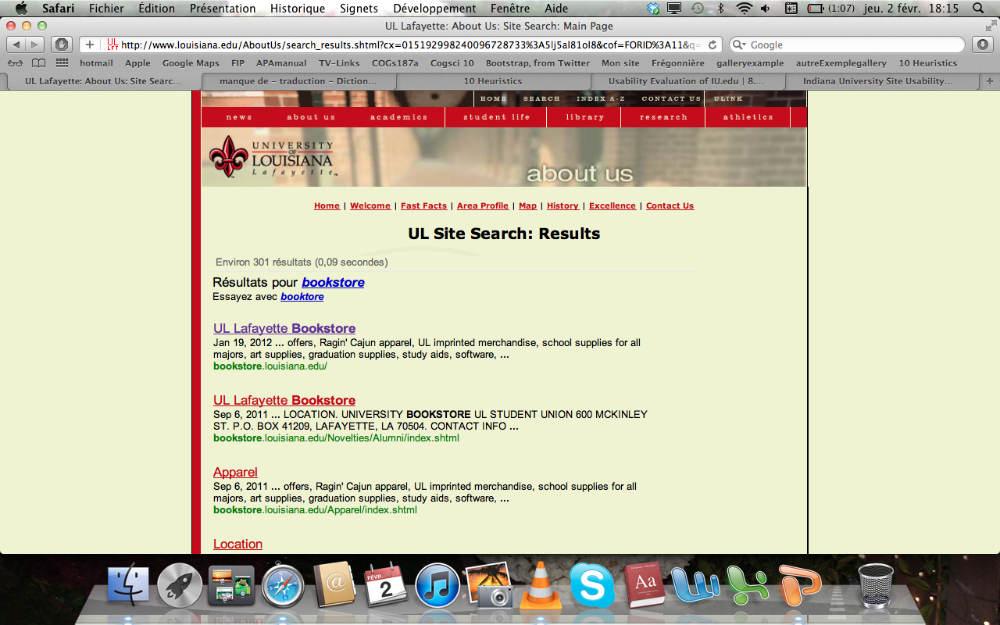 Safari Fichier Édition Présentation Historique Signets Développement Fenêtre Aide (1:07) jeu. 2 févr. 18:15
UL Lafayette: About Us: Site Search: Main Page
UL LFT http://www.louisiana.edu/AboutUs/search_results.shtml?cx=015192998240096728733%3A5lj5al81ol8&cof=FORID%3A11&q= Google
hotmail Apple Google Maps FIP APAmanual TV-Links COGs187a Cogsci 10 Bootstrap, from Twitter Mon site Frégonnière galleryexample autreExemplegallery 10 Heuristics
UL Lafayette: About Us: Site Searc... manque de – traduction – Diction... 10 Heuristics Usability Evaluation of IU.edu | 8.... Indiana University Site Usability...
HOME SEARCH INDEX A-Z CONTACT US ULINK
news about us academics student life library research athletics
UNIVERSITY
OF
LOUISIANA
Lafayette
about us
Home | Welcome | Fast Facts | Area Profile | Map | History | Excellence | Contact Us
UL Site Search: Results
Environ 301 résultats (0,09 secondes)
Résultats pour bookstore
Essayez avec booktore
UL Lafayette Bookstore
Jan 19, 2012 ... offers, Ragin' Cajun apparel, UL imprinted merchandise, school supplies for all
majors, art supplies, graduation supplies, study aids, software, ...
bookstore.louisiana.edu/
UL Lafayette Bookstore
Sep 6, 2011 ... LOCATION. UNIVERSITY BOOKSTORE UL STUDENT UNION 600 MCKINLEY
ST. P.O. BOX 41209, LAFAYETTE, LA 70504. CONTACT INFO ...
bookstore.louisiana.edu/Novelties/Alumni/index.shtml
Apparel
Sep 6, 2011 ... offers, Ragin' Cajun apparel, UL imprinted merchandise, school supplies for all
majors, art supplies, graduation supplies, study aids, software, ...
bookstore.louisiana.edu/Apparel/index.shtml
Location
FÉVR.
2
Aa